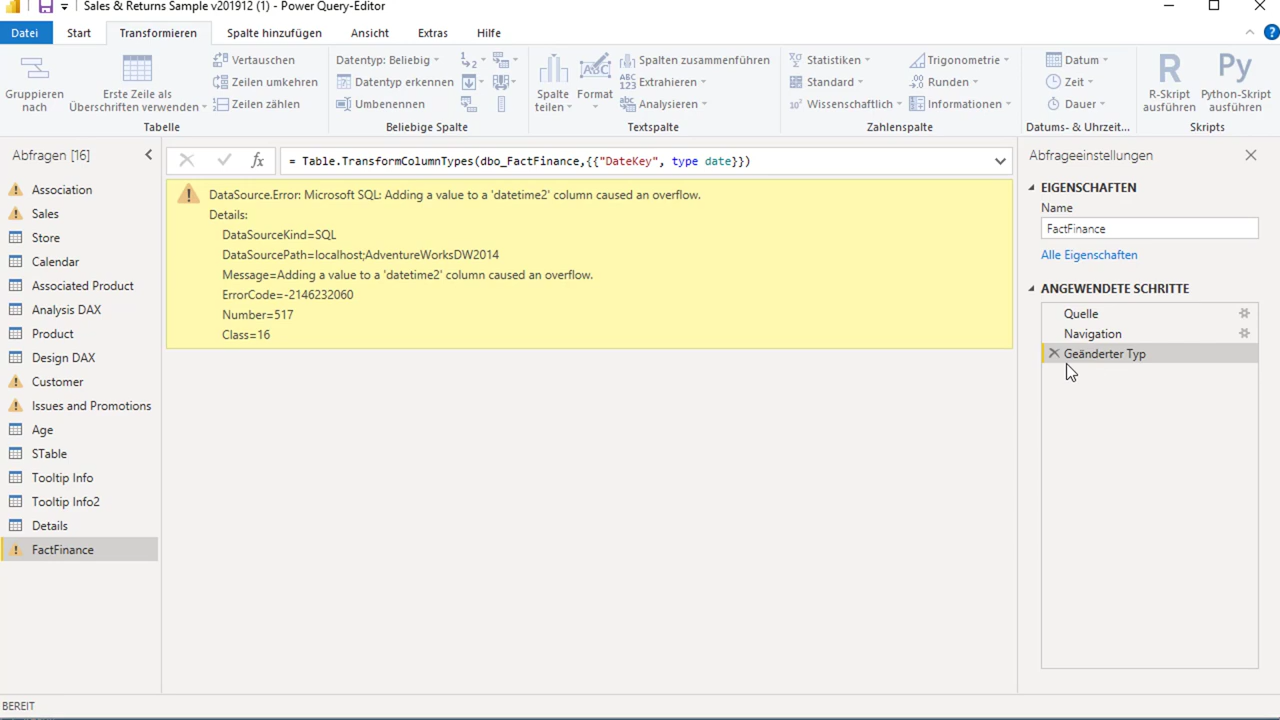 Sales & Returns Sample v201912 (1) - Power Query-Editor
Datei
Start
Transformieren
Spalte hinzufügen
Ansicht
Extras
Hilfe
Gruppieren
nach
Erste Zeile als
Überschriften verwenden
Vertauschen
Zeilen umkehren
Zeilen zählen
Tabelle
Datentyp: Beliebig
Datentyp erkennen
Umbenennen
Beliebige Spalte
Spalte
teilen
Format
Spalten zusammenführen
Extrahieren
Analysieren
Textspalte
Statistiken
Standard
Wissenschaftlich
Trigonometrie
Runden
Informationen
Zahlenspalte
Datum
Zeit
Dauer
Datums- & Uhrzeit...
R-Skript
ausführen
Python-Skript
ausführen
Skripts
Abfragen [16]
Association
Sales
Store
Calendar
Associated Product
Analysis DAX
Product
Design DAX
Customer
Issues and Promotions
Age
STable
Tooltip Info
Tooltip Info2
Details
FactFinance
= Table.TransformColumnTypes(dbo_FactFinance,{{"DateKey", type date}})
DataSource.Error: Microsoft SQL: Adding a value to a 'datetime2' column caused an overflow.
Details:
DataSourceKind=SQL
DataSourcePath=localhost;AdventureWorksDW2014
Message=Adding a value to a 'datetime2' column caused an overflow.
ErrorCode=-2146232060
Number=517
Class=16
Abfrageeinstellungen
EIGENSCHAFTEN
Name
FactFinance
Alle Eigenschaften
ANGEWENDETE SCHRITTE
Quelle
Navigation
Geänderter Typ
BEREIT